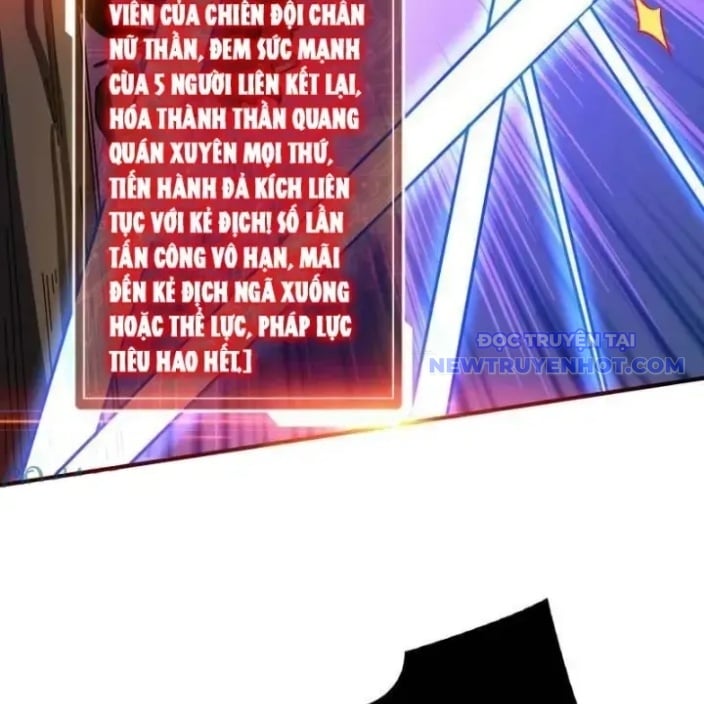 VIÊN CỦA CHIẾN ĐỘI CHÂN
NỮ THẦN, ĐEM SỨC MẠNH
CÙA 5 NGƯỜI LIÊN KẾT LẠI,
HÓA THÀNH THẦN QUANG
QUÁN XUYÊN MỌI THỨ,
TIẾN HÀNH ĐẢ KÍCH LIÊN
TỤC VỚI KẺ ĐỊCH! SỐ LẦN
TẤN CÔNG VÔ HẠN, MÃI
ĐẾN KẺ ĐỊCH NGÃ XUỐNG
HOẶC THỂ LỰC, PHÁP LỰC
TIÊU HAO HẾT.]
ĐỌC TRUYỆN TẠI
NEWTRUYENHOT.COM